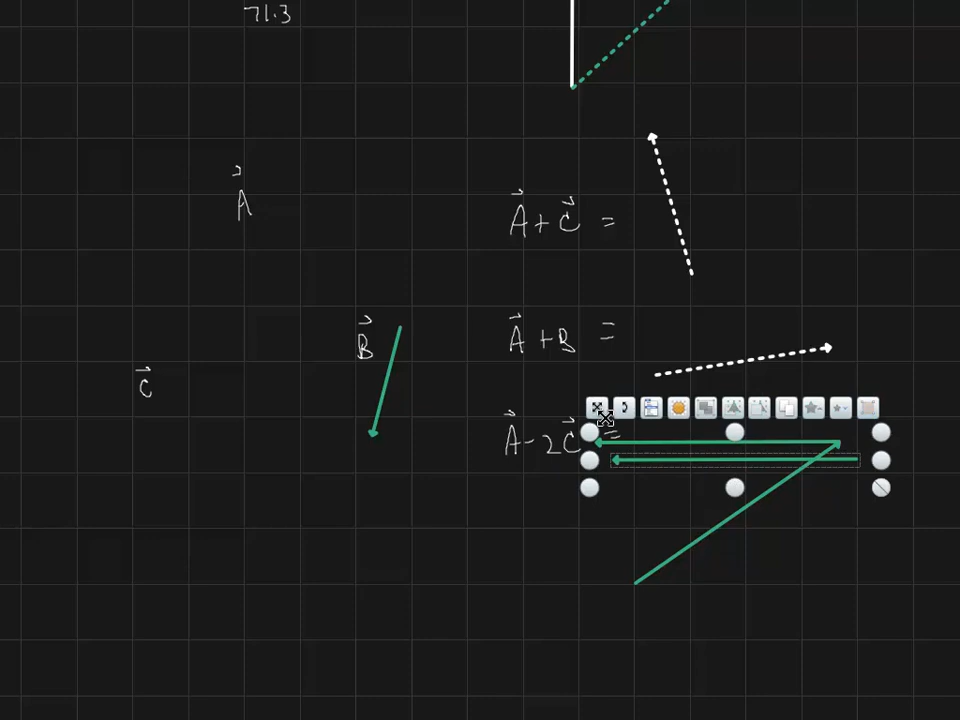 71.3
A⃗
A⃗ + C⃗ =
B⃗
A⃗ + B =
C⃗
A⃗ - 2C⃗ =